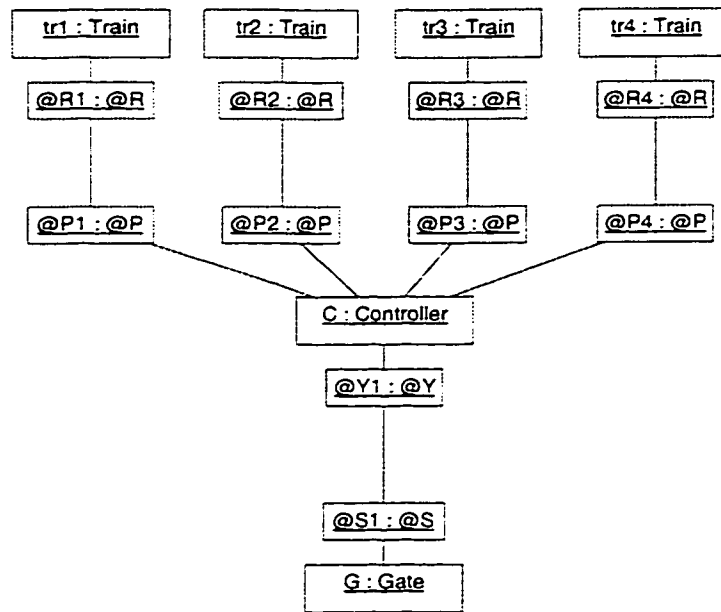 tr1 : Train
tr2 : Train
tr3 : Train
tr4 : Train
@R1 : @R
@R2 : @R
@R3 : @R
@R4 : @R
@P1 : @P
@P2 : @P
@P3 : @P
@P4 : @P
C : Controller
@Y1 : @Y
@S1 : @S
G : Gate